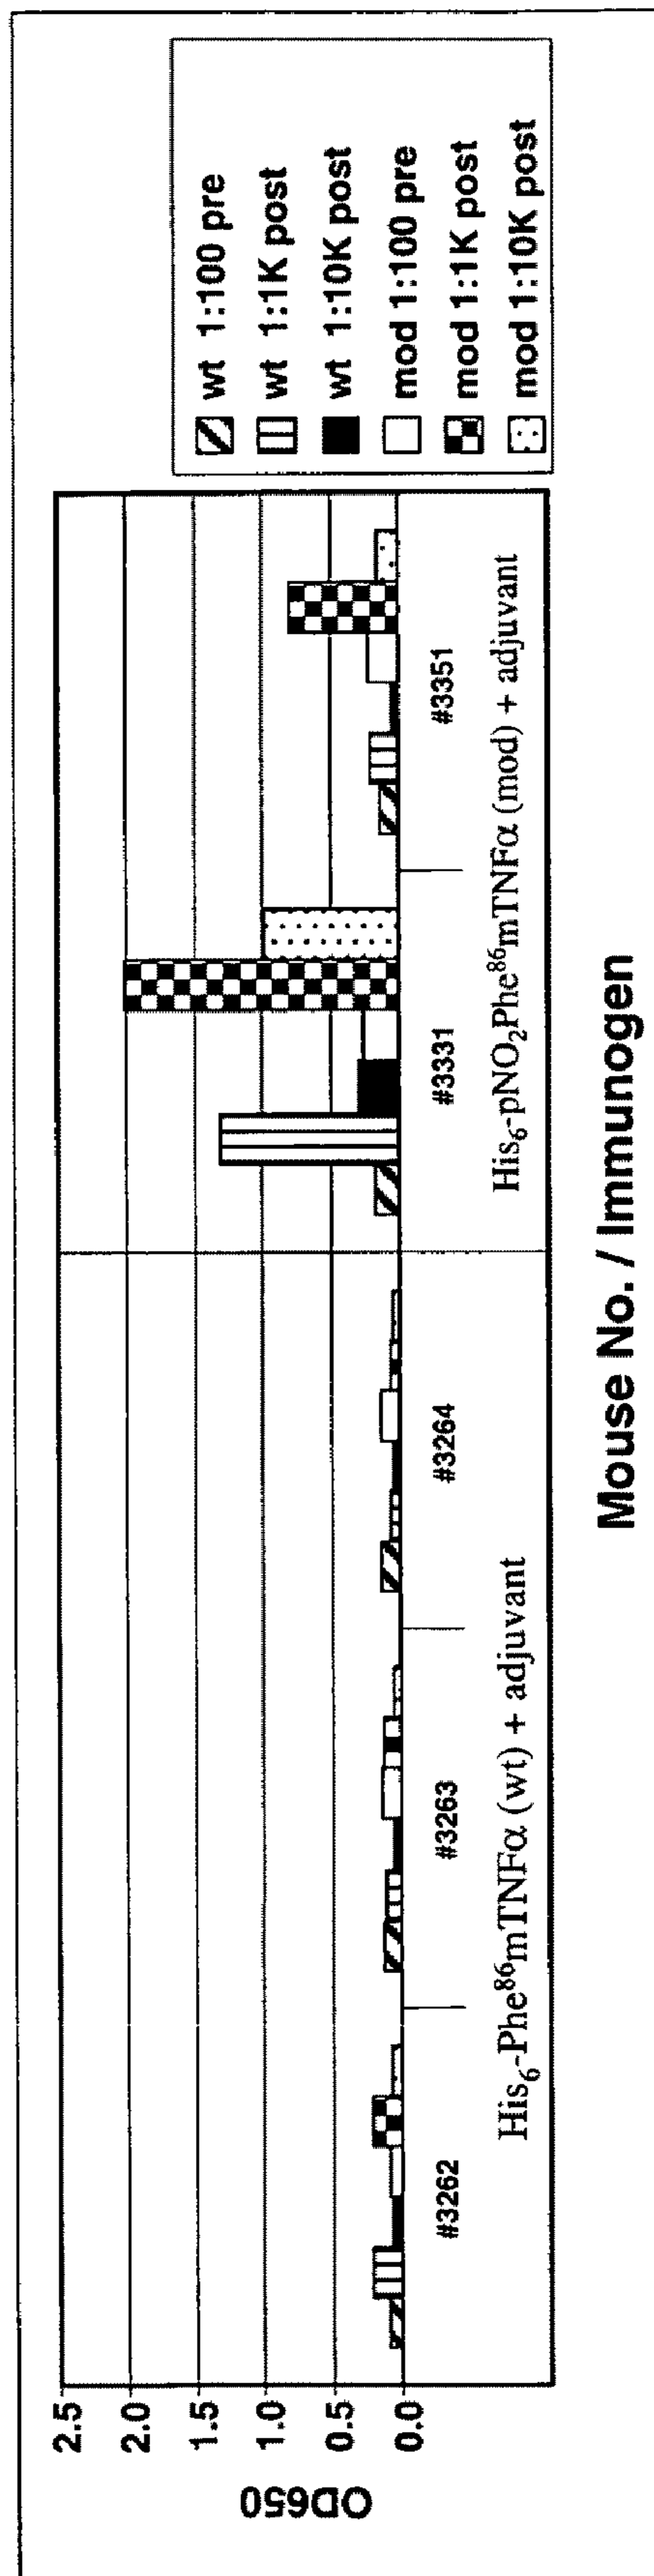 OD650
2.5
2.0
1.5
1.0
0.5
0.0
#3262
#3263
#3264
#3331
#3351
His₆-Phe⁸⁶mTNFα (wt) + adjuvant
His₆-pNO₂Phe⁸⁶mTNFα (mod) + adjuvant
Mouse No. / Immunogen
wt 1:100 pre
wt 1:1K post
wt 1:10K post
mod 1:100 pre
mod 1:1K post
mod 1:10K post